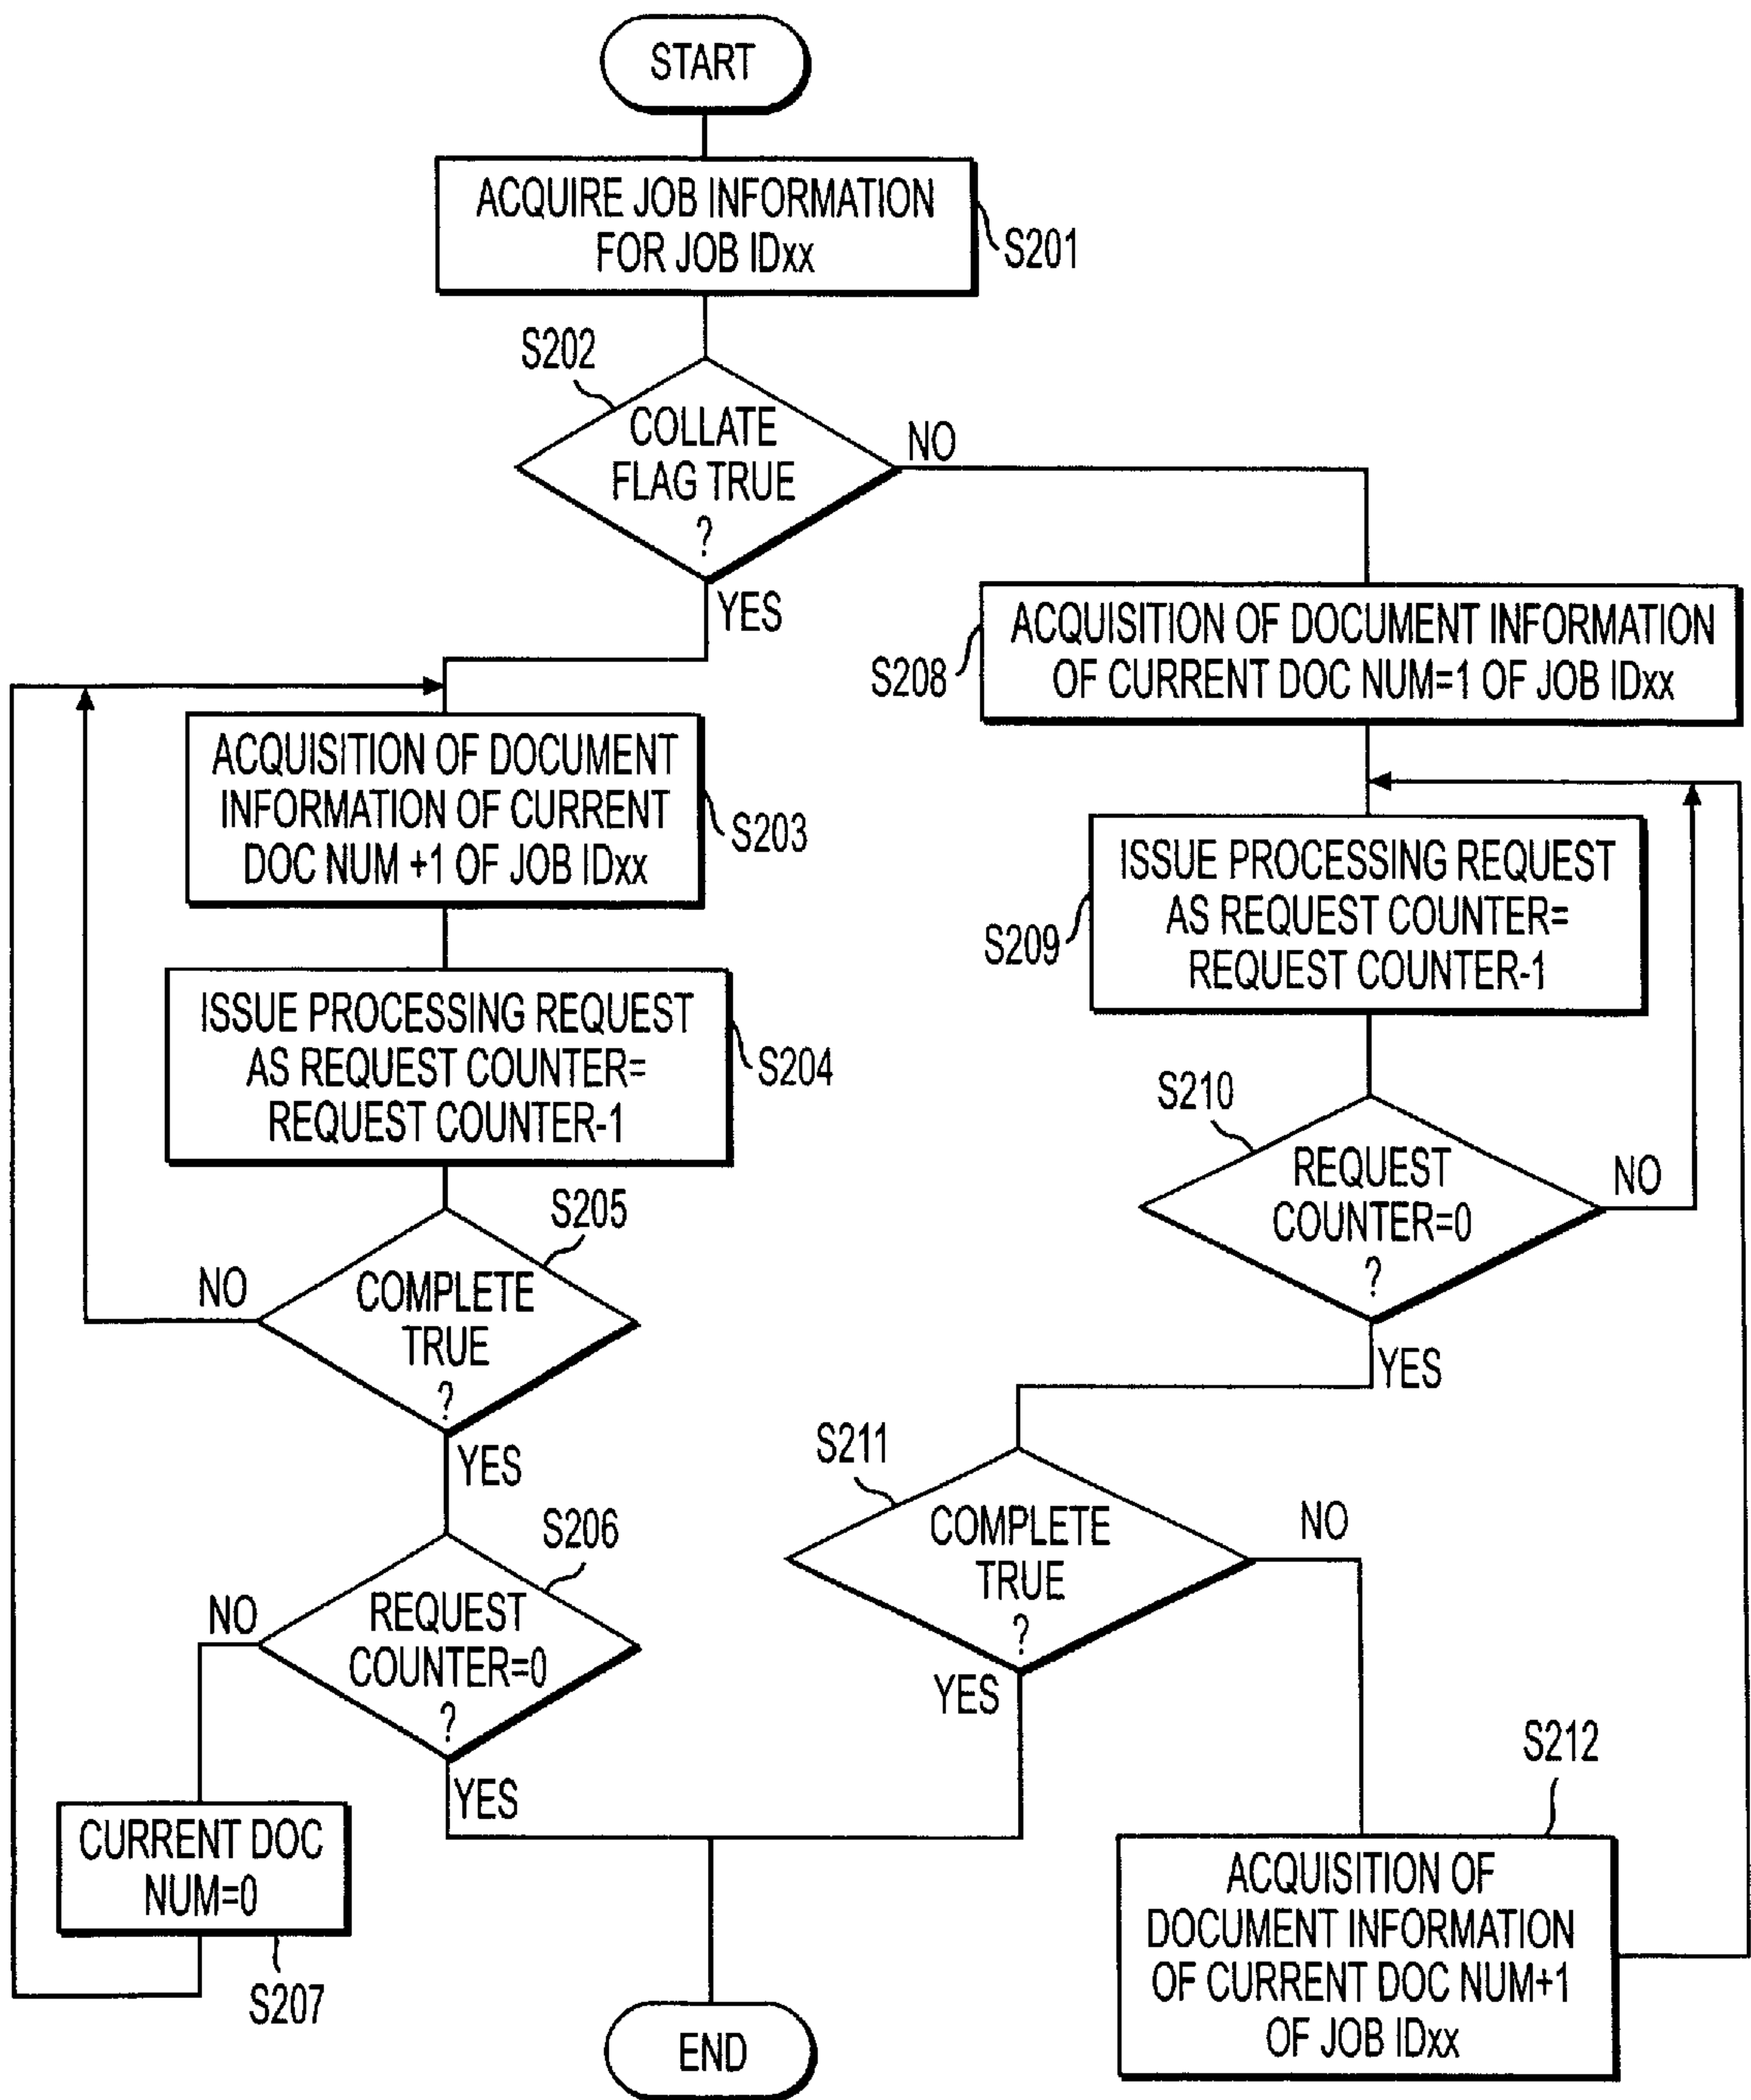 START
ACQUIRE JOB INFORMATION
FOR JOB IDxx
S201
S202
COLLATE
FLAG TRUE
?
NO
YES
ACQUISITION OF DOCUMENT INFORMATION
OF CURRENT DOC NUM=1 OF JOB IDxx
S208
ACQUISITION OF DOCUMENT
INFORMATION OF CURRENT
DOC NUM +1 OF JOB IDxx
S203
ISSUE PROCESSING REQUEST
AS REQUEST COUNTER=
REQUEST COUNTER-1
S209
ISSUE PROCESSING REQUEST
AS REQUEST COUNTER=
REQUEST COUNTER-1
S204
S210
REQUEST
COUNTER=0
?
NO
YES
S205
COMPLETE
TRUE
?
NO
YES
S211
COMPLETE
TRUE
?
NO
YES
S206
REQUEST
COUNTER=0
?
NO
YES
CURRENT DOC
NUM=0
S207
S212
ACQUISITION OF
DOCUMENT INFORMATION
OF CURRENT DOC NUM+1
OF JOB IDxx
END